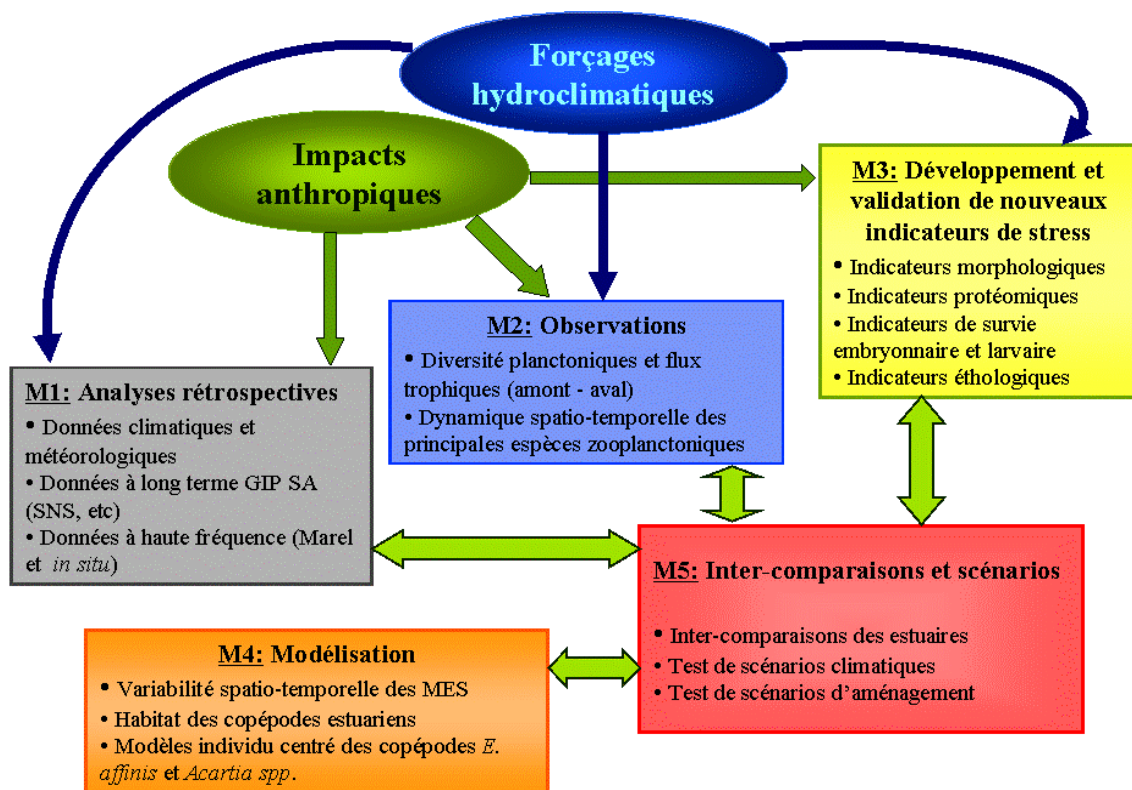 Forçages
hydroclimatiques
Impacts
anthropiques
M3: Développement et
validation de nouveaux
indicateurs de stress
• Indicateurs morphologiques
• Indicateurs protéomiques
• Indicateurs de survie
embryonnaire et larvaire
• Indicateurs éthologiques
M2: Observations
• Diversité planctoniques et flux
trophiques (amont - aval)
• Dynamique spatio-temporelle des
principales espèces zooplanctoniques
M1: Analyses rétrospectives
• Données climatiques et
météorologiques
• Données à long terme GIP SA
(SNS, etc)
• Données à haute fréquence (Marel
et in situ)
M5: Inter-comparaisons et scénarios
• Inter-comparaisons des estuaires
• Test de scénarios climatiques
• Test de scénarios d'aménagement
M4: Modélisation
• Variabilité spatio-temporelle des MES
• Habitat des copépodes estuariens
• Modèles individu centré des copépodes E.
affinis et Acartia spp.